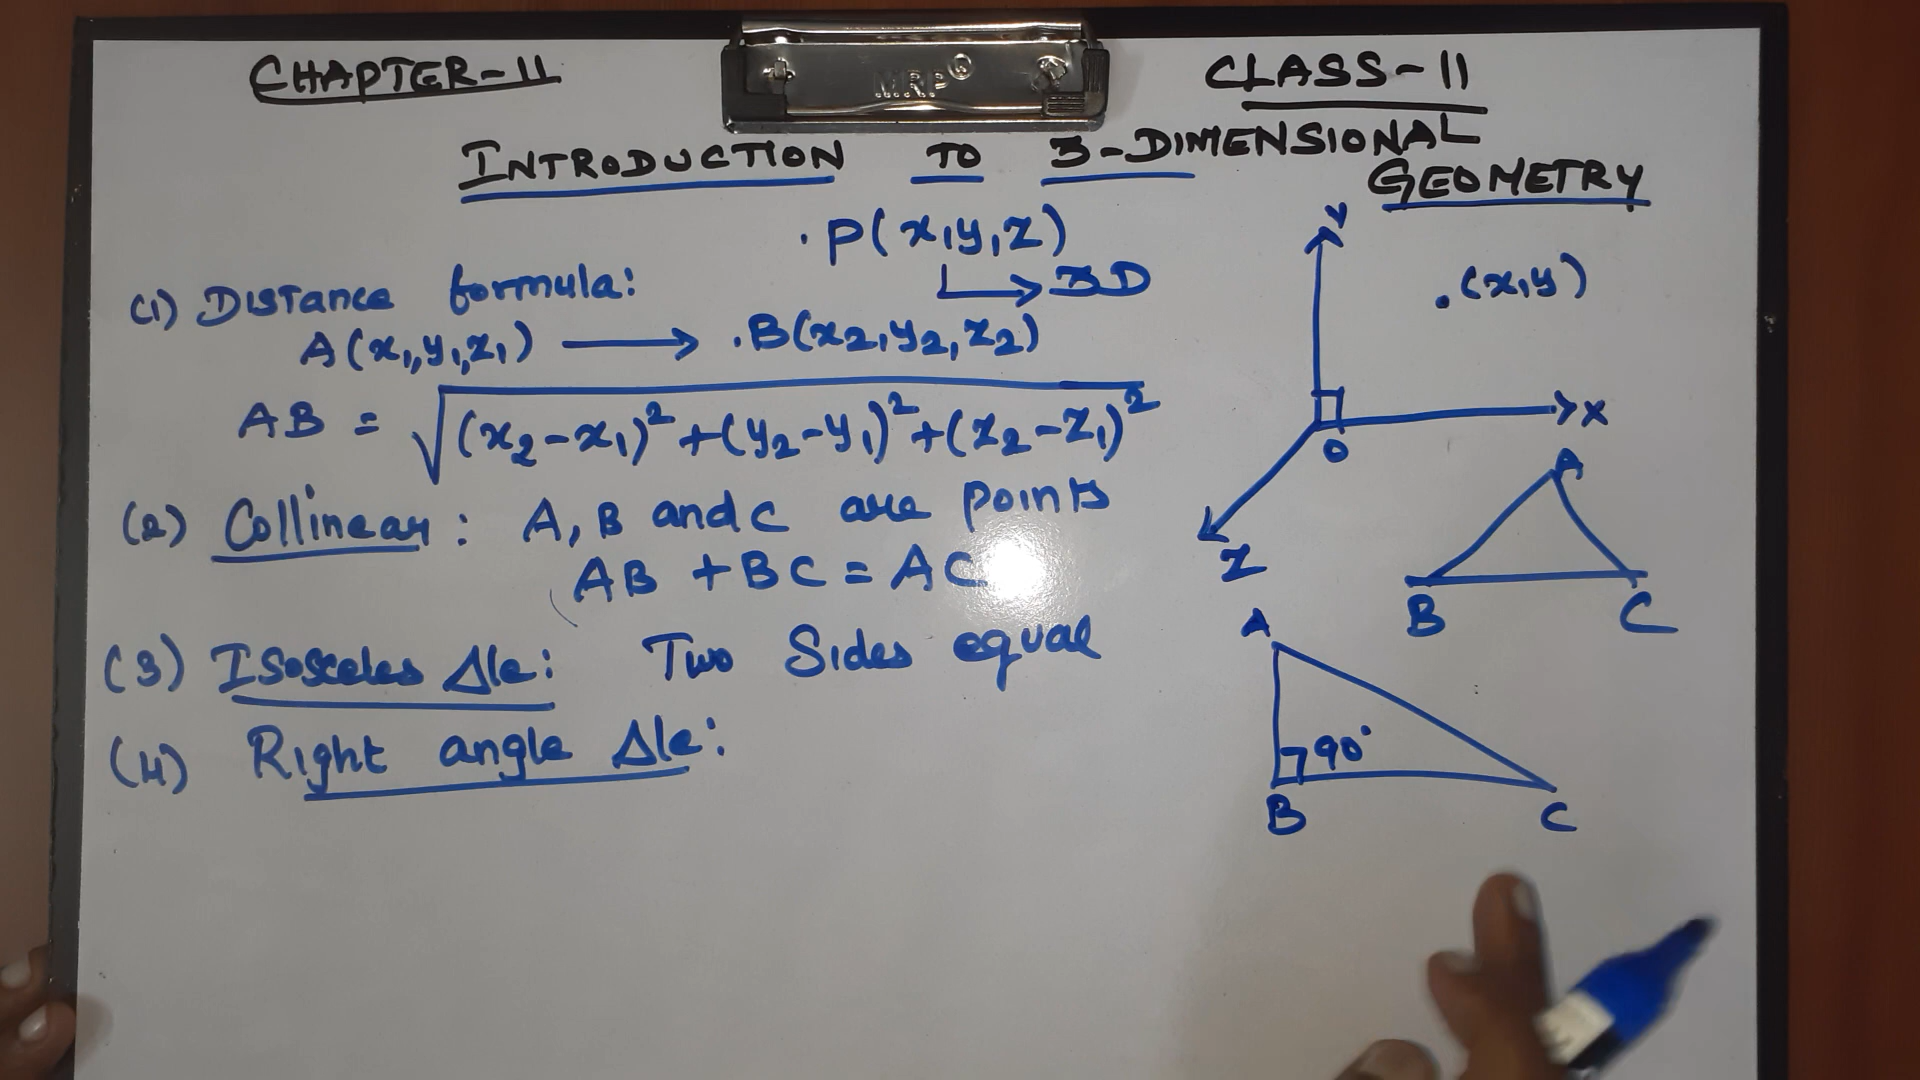 CHAPTER-11
MRP
CLASS-11
INTRODUCTION TO 3-DIMENSIONAL
GEOMETRY
.P(x,y,z)
3D
(1) Distance formula:
A(x₁,y₁,z₁) → .B(x₂,y₂,z₂)
AB = √(x₂-x₁)²+(y₂-y₁)²+(z₂-z₁)²
(2) Collinear: A, B and C are points
AB + BC = AC
(3) Isosceles Δle: Two Sides equal
(4) Right angle Δle:
Y
.(x,y)
X
O
Z
A
B
C
A
90°
B
C